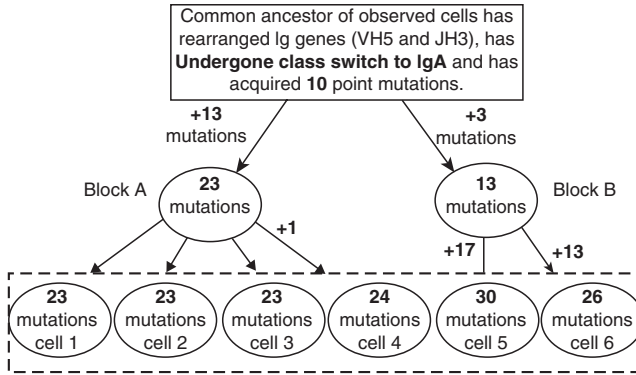 Common ancestor of observed cells has
rearranged Ig genes (VH5 and JH3), has
Undergone class switch to IgA and has
acquired 10 point mutations.
+13
mutations
+3
mutations
Block A
23
mutations
13
mutations
Block B
+1
+17
+13
23
mutations
cell 1
23
mutations
cell 2
23
mutations
cell 3
24
mutations
cell 4
30
mutations
cell 5
26
mutations
cell 6